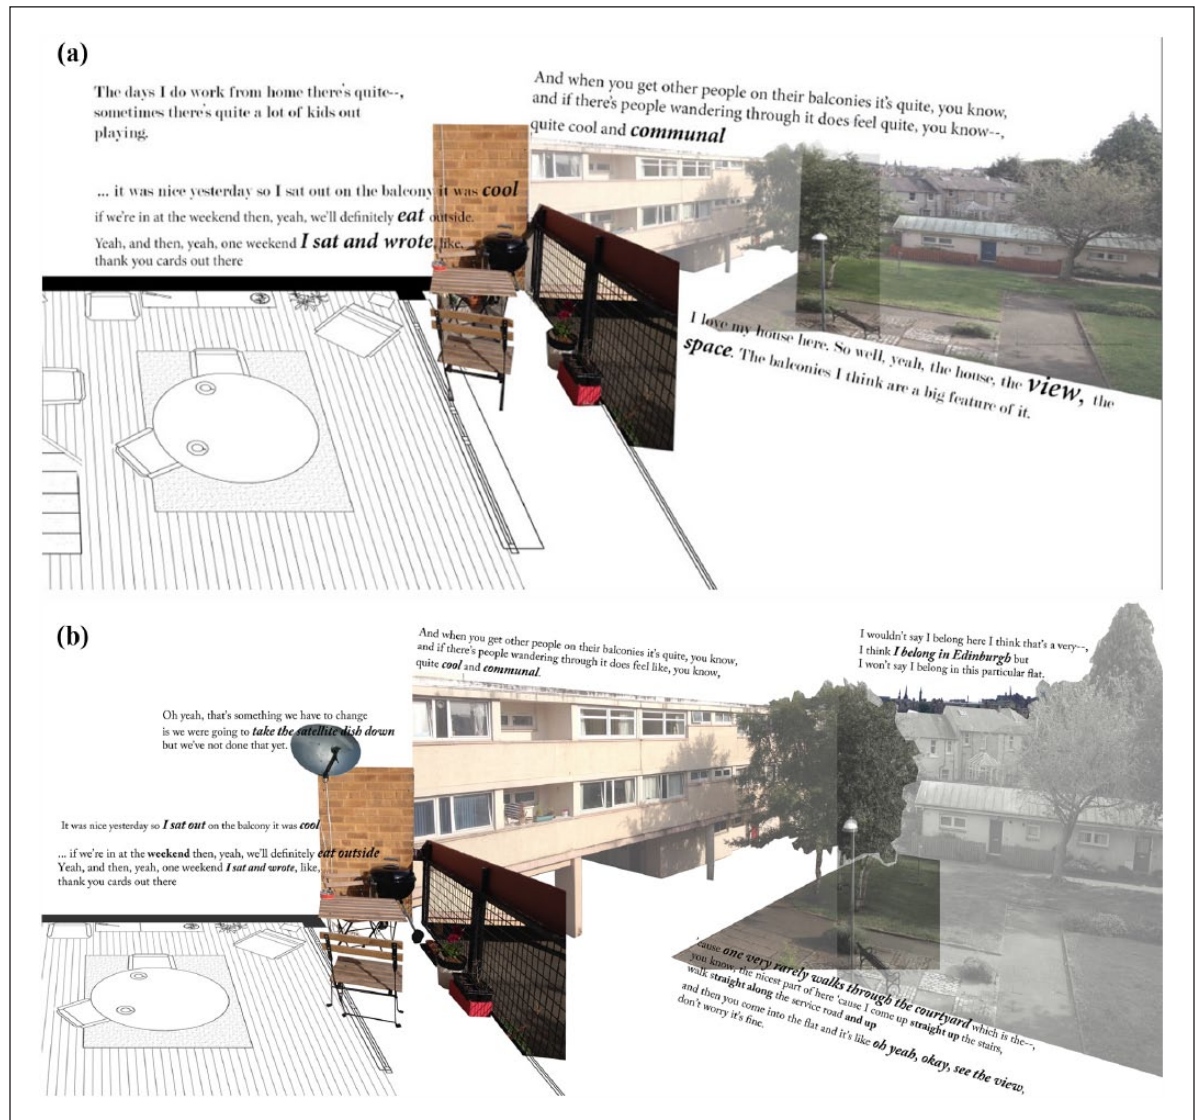 (a)
The days I do work from home there's quite--,
sometimes there's quite a lot of kids out
playing.
... it was nice yesterday so I sat out on the balcony it was cool
if we're in at the weekend then, yeah, we'll definitely eat outside.
Yeah, and then, yeah, one weekend I sat and wrote, like,
thank you cards out there
And when you get other people on their balconies it's quite, you know,
and if there's people wandering through it does feel quite, you know--,
quite cool and communal
I love my house here. So well, yeah, the house, the view, the
space. The balconies I think are a big feature of it.
(b)
Oh yeah, that's something we have to change
is we were going to take the satellite dish down
but we've not done that yet.
It was nice yesterday so I sat out on the balcony it was cool
... if we're in at the weekend then, yeah, we'll definitely eat outside
Yeah, and then, yeah, one weekend I sat and wrote, like,
thank you cards out there
And when you get other people on their balconies it's quite, you know,
and if there's people wandering through it does feel like, you know,
quite cool and communal.
I wouldn't say I belong here I think that's a very--,
I think I belong in Edinburgh but
I won't say I belong in this particular flat.
'cause one very rarely walks through the courtyard which is the--,
you know, the nicest part of here 'cause I come up straight up the stairs,
walk straight along the service road and up
and then you come into the flat and it's like oh yeah, okay, see the view,
don't worry it's fine.